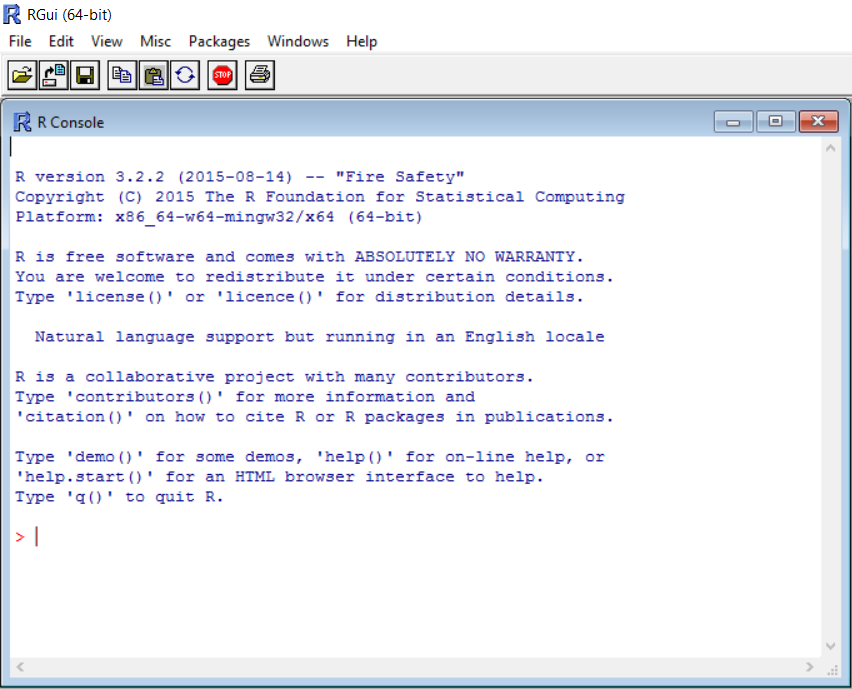 RGui (64-bit)
File Edit View Misc Packages Windows Help
STOP
R Console
R version 3.2.2 (2015-08-14) -- "Fire Safety"
Copyright (C) 2015 The R Foundation for Statistical Computing
Platform: x86_64-w64-mingw32/x64 (64-bit)
R is free software and comes with ABSOLUTELY NO WARRANTY.
You are welcome to redistribute it under certain conditions.
Type 'license()' or 'licence()' for distribution details.
Natural language support but running in an English locale
R is a collaborative project with many contributors.
Type 'contributors()' for more information and
'citation()' on how to cite R or R packages in publications.
Type 'demo()' for some demos, 'help()' for on-line help, or
'help.start()' for an HTML browser interface to help.
Type 'q()' to quit R.
>